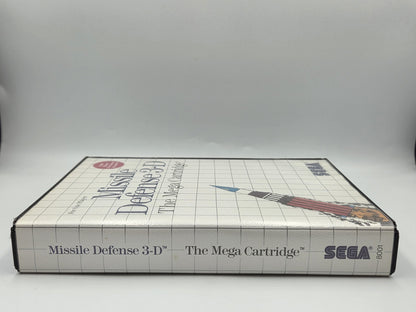 Missile
Defense 3-D
The Mega Cartridge
SEGA
Missile Defense 3-D™ The Mega Cartridge™ SEGA® 8001